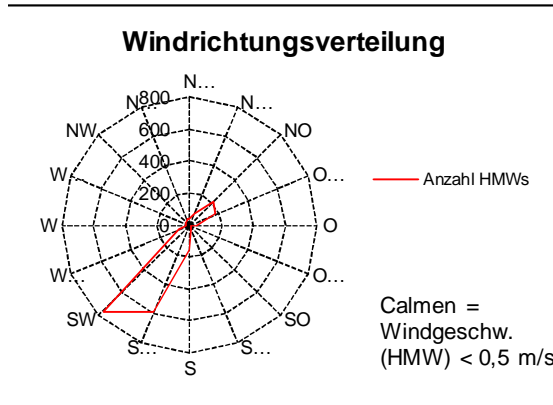 Windrichtungsverteilung
N…
N…
N…
NW
NO
W…
O…
W
O
W…
O…
SW
SO
S…
S…
S
800
600
400
200
0
Anzahl HMWs
Calmen =
Windgeschw.
(HMW) < 0,5 m/s